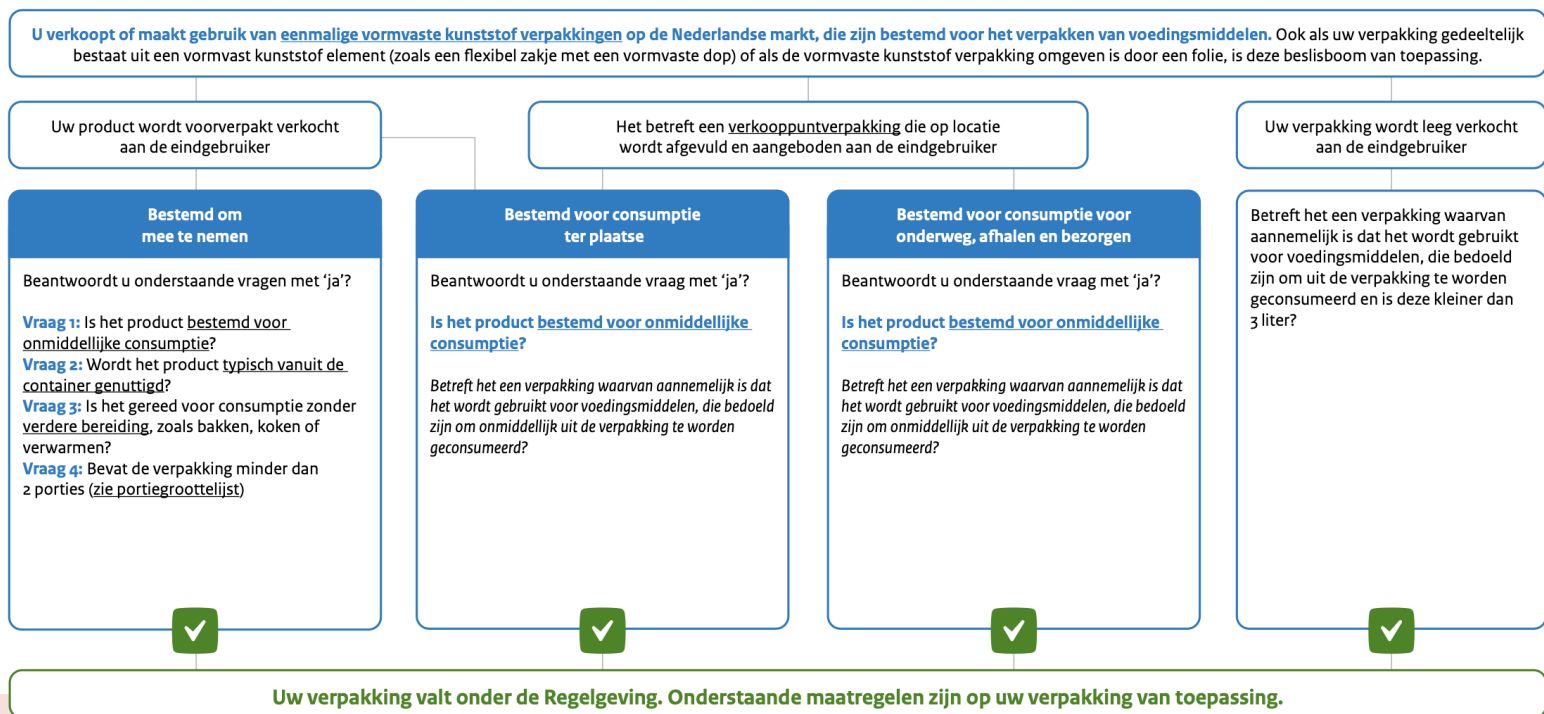 U verkoopt of maakt gebruik van eenmalige vormvaste kunststof verpakkingen op de Nederlandse markt, die zijn bestemd voor het verpakken van voedingsmiddelen. Ook als uw verpakking gedeeltelijk
bestaat uit een vormvast kunststof element (zoals een flexibel zakje met een vormvaste dop) of als de vormvaste kunststof verpakking omgeven is door een folie, is deze beslisboom van toepassing.
Uw product wordt voorverpakt verkocht
aan de eindgebruiker
Het betreft een verkooppuntverpakking die op locatie
wordt afgevuld en aangeboden aan de eindgebruiker
Uw verpakking wordt leeg verkocht
aan de eindgebruiker
Bestemd om
mee te nemen
Beantwoordt u onderstaande vragen met ‘ja’?
Vraag 1: Is het product bestemd voor
onmiddellijke consumptie?
Vraag 2: Wordt het product typisch vanuit de
container genuttigd?
Vraag 3: Is het gereed voor consumptie zonder
verdere bereiding, zoals bakken, koken of
verwarmen?
Vraag 4: Bevat de verpakking minder dan
2 porties (zie portiegroottelijst)
Bestemd voor consumptie
ter plaatse
Beantwoordt u onderstaande vraag met ‘ja’?
Is het product bestemd voor onmiddellijke
consumptie?
Betreft het een verpakking waarvan aannemelijk is dat
het wordt gebruikt voor voedingsmiddelen, die bedoeld
zijn om onmiddellijk uit de verpakking te worden
geconsumeerd?
Bestemd voor consumptie voor
onderweg, afhalen en bezorgen
Beantwoordt u onderstaande vraag met ‘ja’?
Is het product bestemd voor onmiddellijke
consumptie?
Betreft het een verpakking waarvan aannemelijk is dat
het wordt gebruikt voor voedingsmiddelen, die bedoeld
zijn om onmiddellijk uit de verpakking te worden
geconsumeerd?
Betreft het een verpakking waarvan
aannemelijk is dat het wordt gebruikt
voor voedingsmiddelen, die bedoeld
zijn om uit de verpakking te worden
geconsumeerd en is deze kleiner dan
3 liter?
Uw verpakking valt onder de Regelgeving. Onderstaande maatregelen zijn op uw verpakking van toepassing.